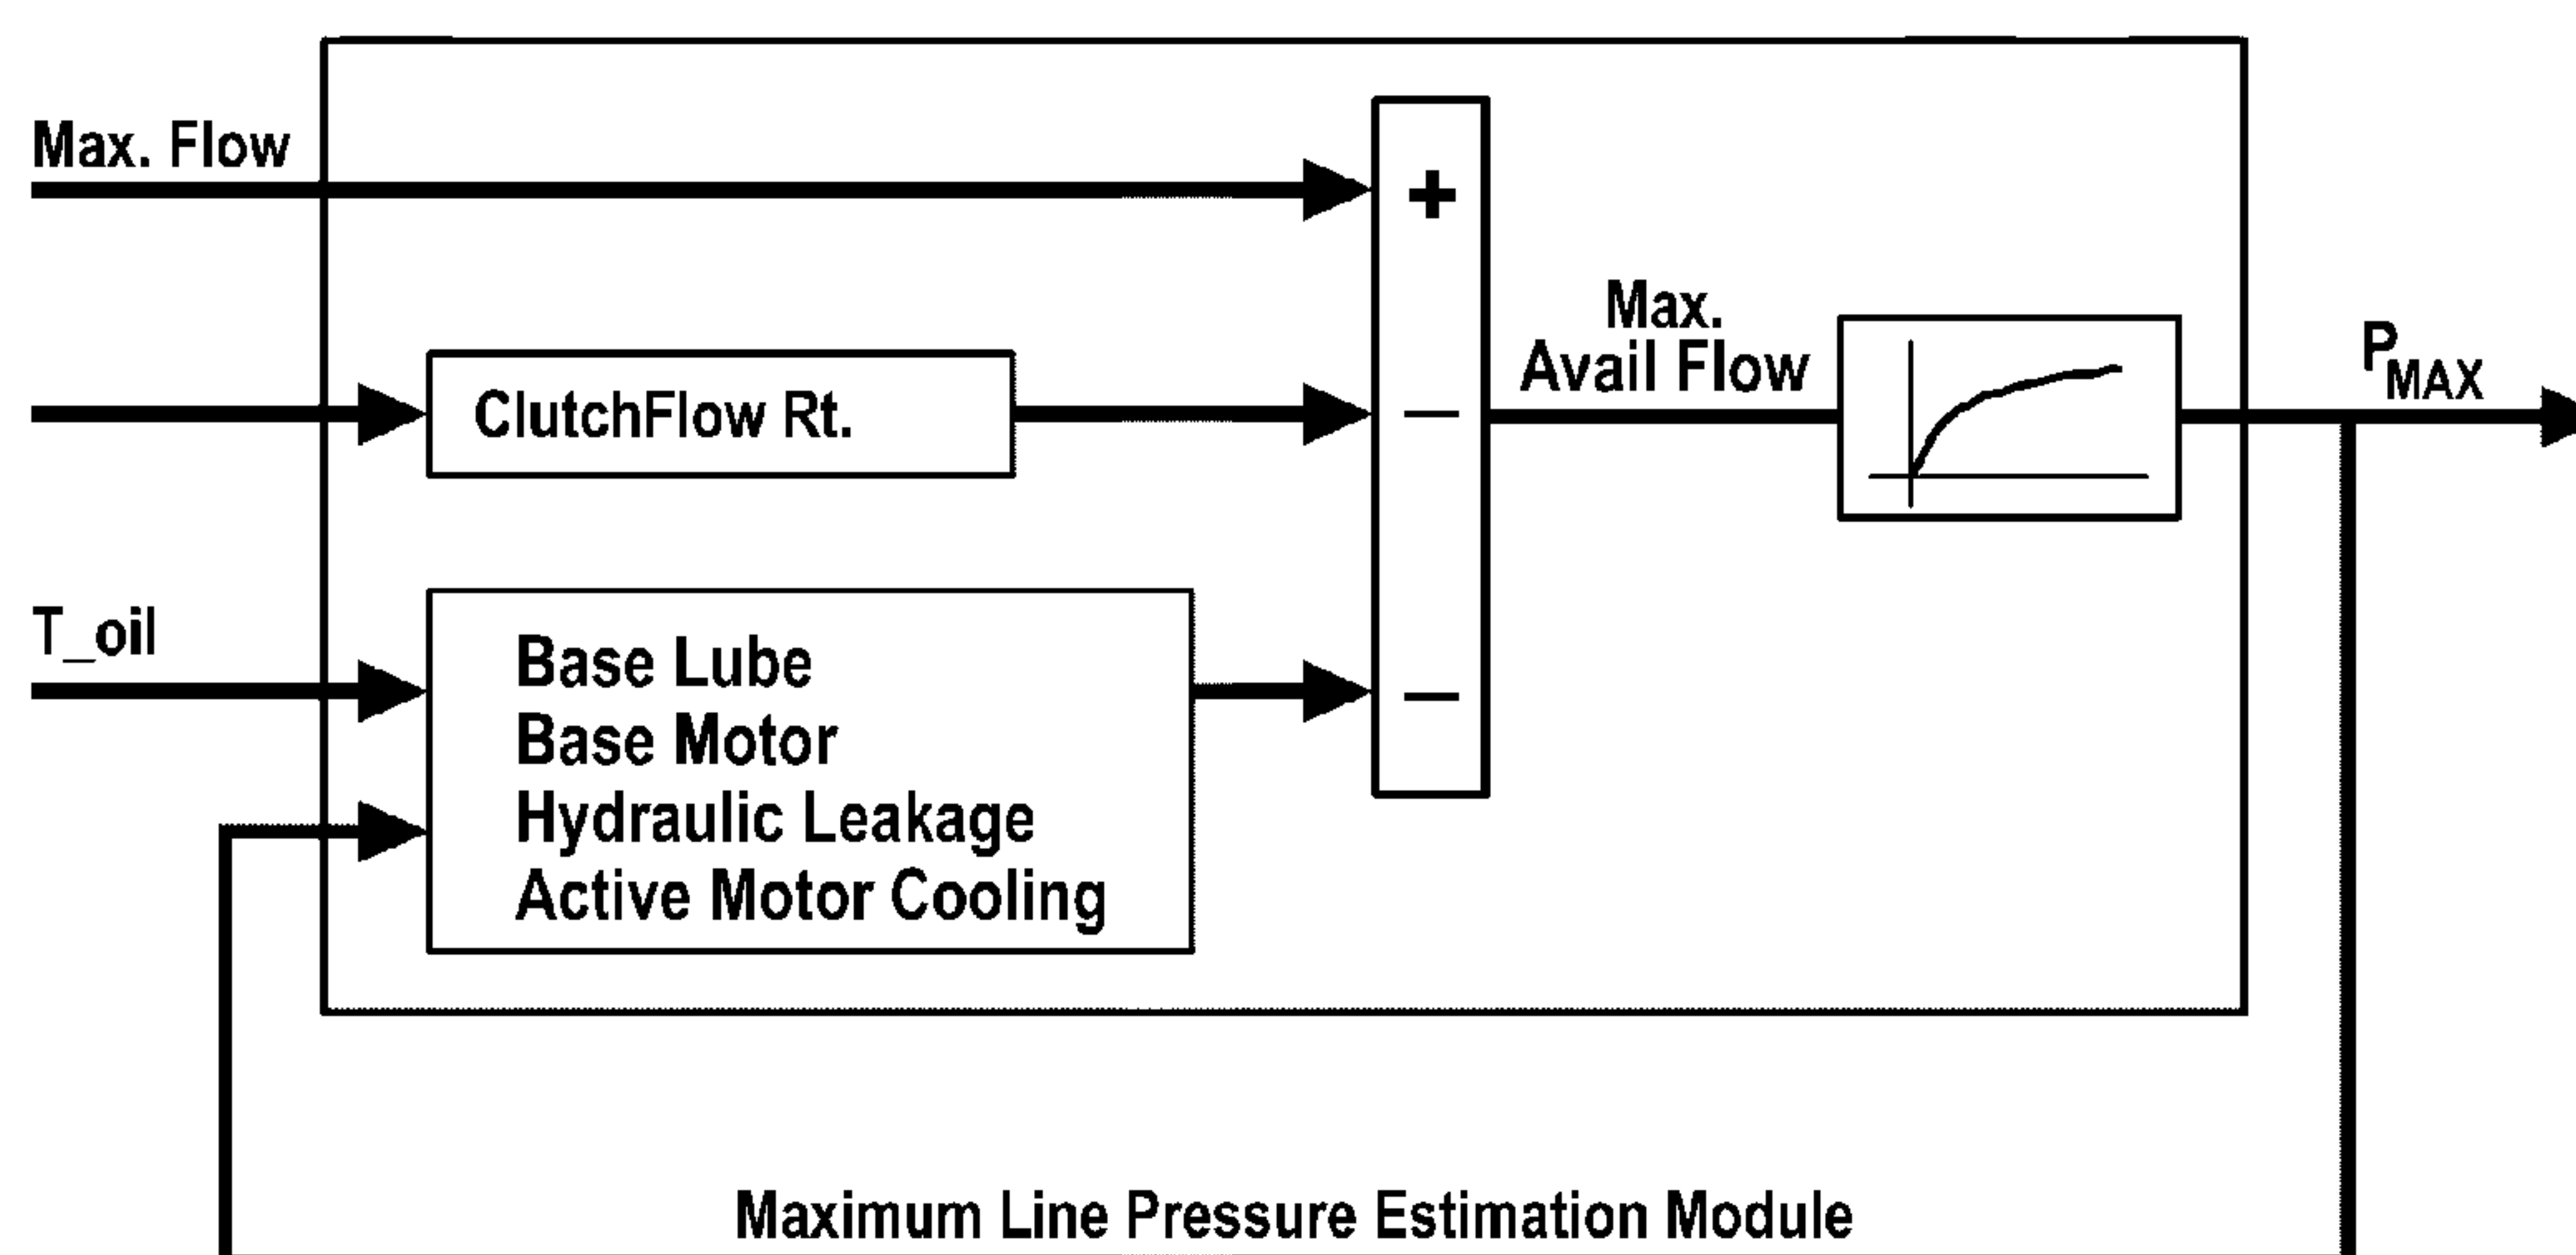 Max. Flow
+
Max.
Avail Flow
P MAX
ClutchFlow Rt.
—
T_oil
Base Lube
Base Motor
Hydraulic Leakage
Active Motor Cooling
—
Maximum Line Pressure Estimation Module